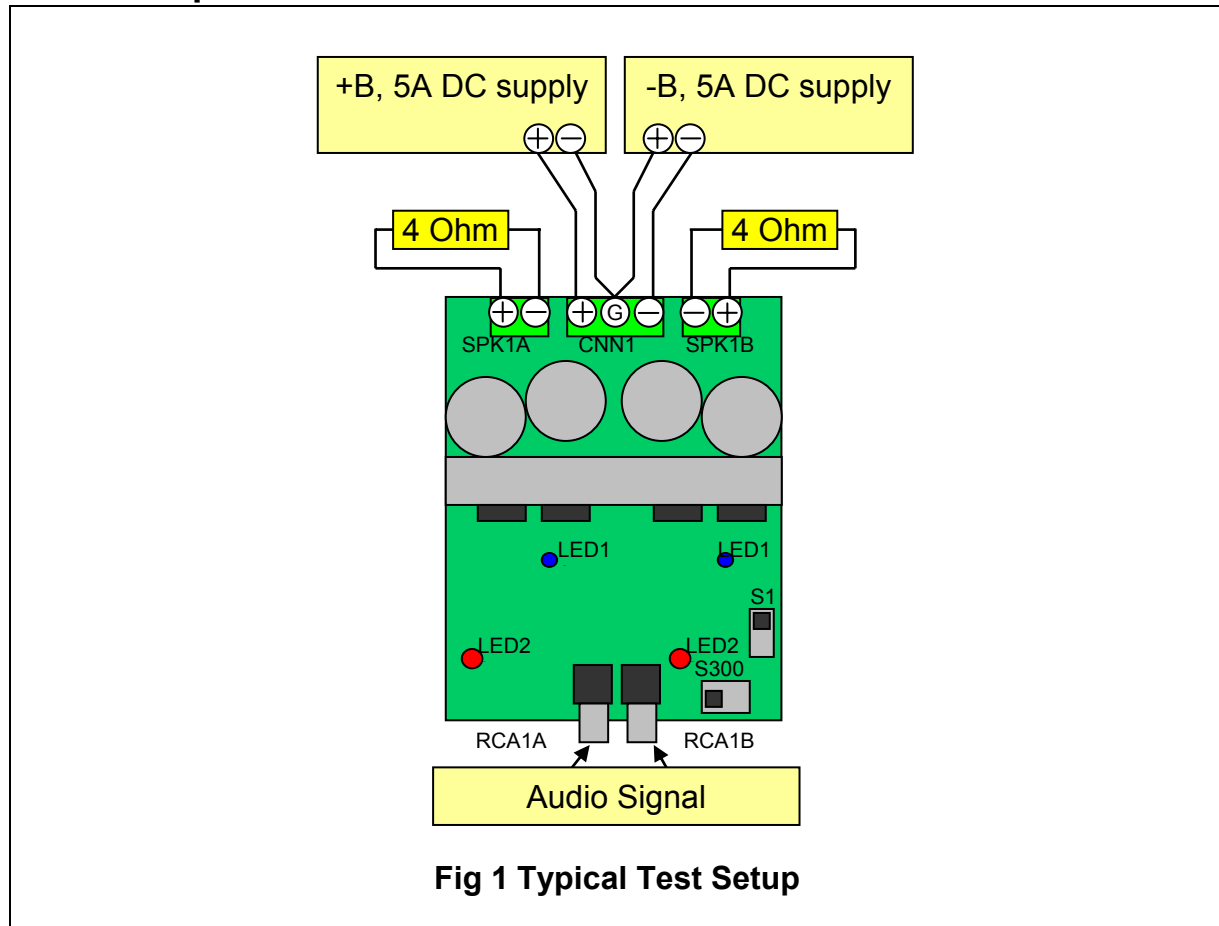 +B, 5A DC supply
-B, 5A DC supply
+ −
+ −
4 Ohm
4 Ohm
+ −
+ G −
− +
SPK1A
CNN1
SPK1B
LED1
LED1
S1
LED2
LED2
S300
RCA1A
RCA1B
Audio Signal
Fig 1 Typical Test Setup